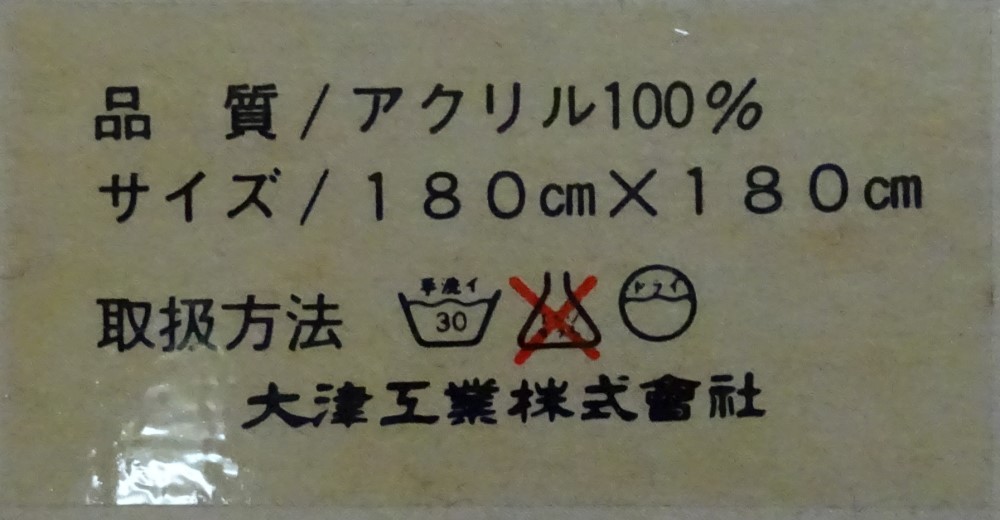 品　質/アクリル100%
サイズ/１８０㎝×１８０㎝
取扱方法 手洗イ 30 ドライ
大津工業株式會社